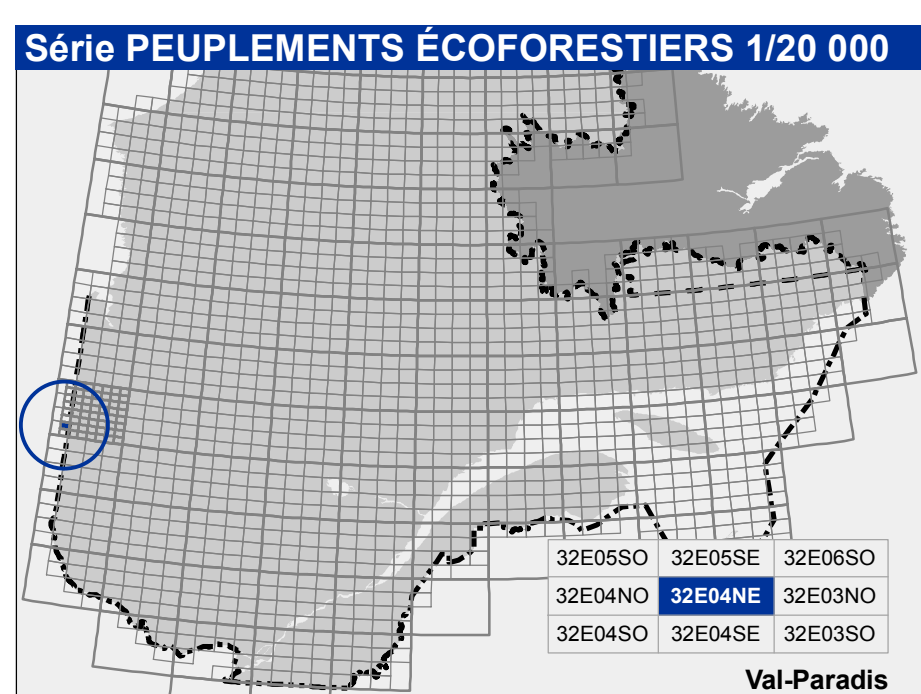 Série PEUPLEMENTS ÉCOFORESTIERS 1/20 000
32E05SO 32E05SE 32E06SO
32E04NO 32E04NE 32E03NO
32E04SO 32E04SE 32E03SO
Val-Paradis